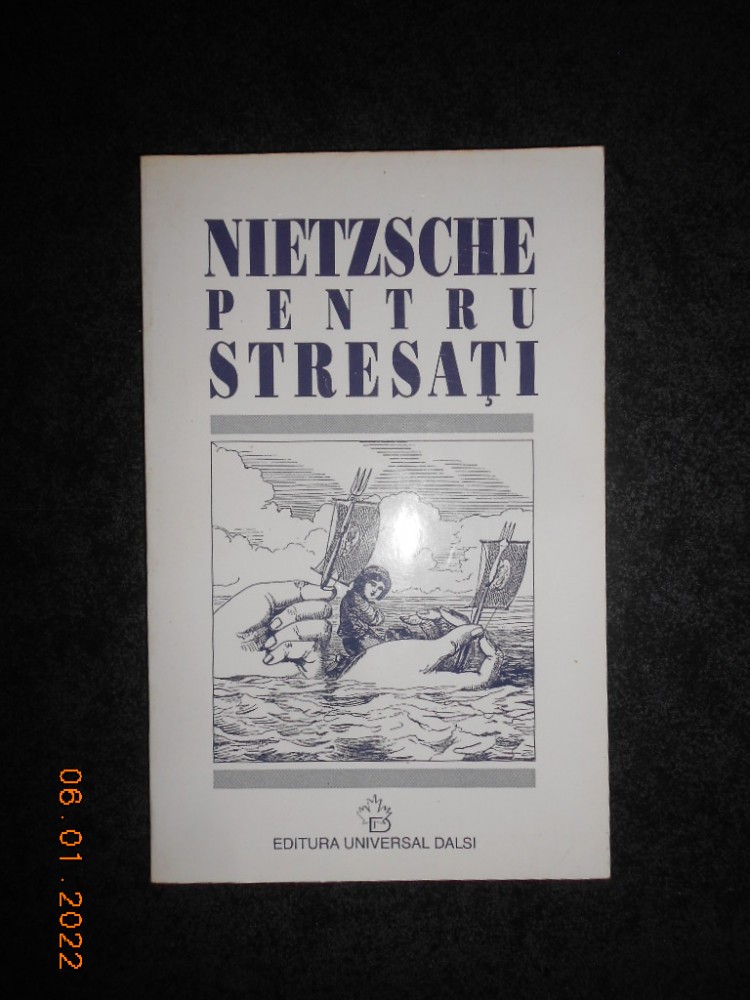 NIETZSCHE
PENTRU
STRESAȚI
EDITURA UNIVERSAL DALSI
06.01.2022